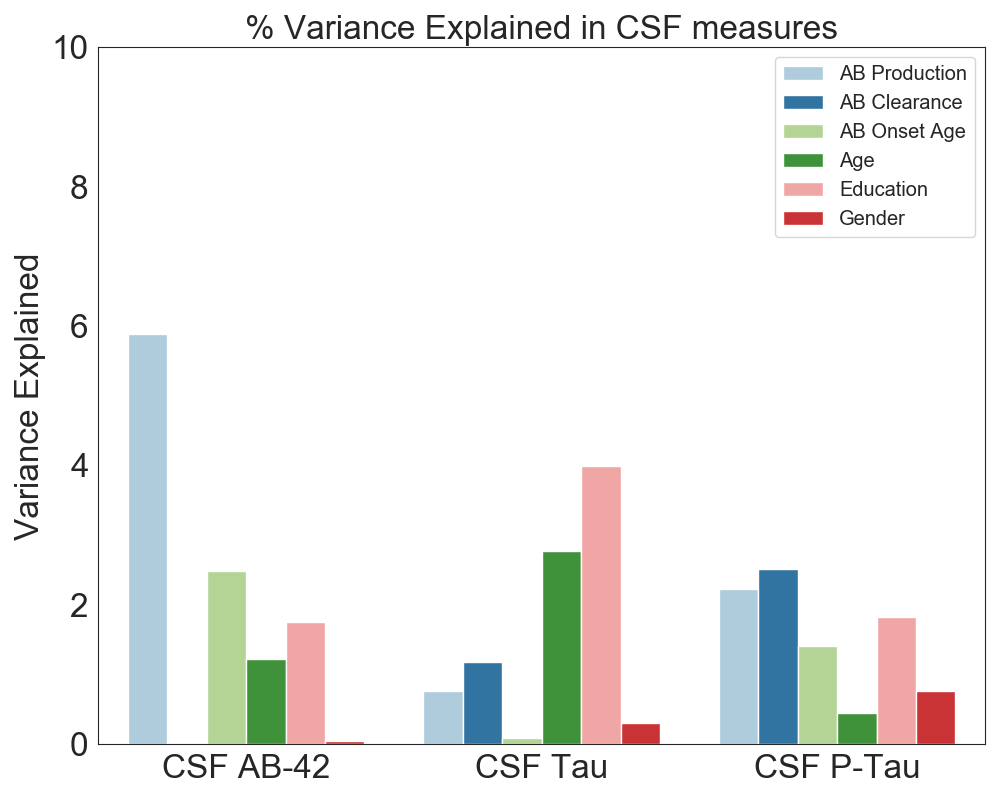 % Variance Explained in CSF measures
10
8
6
4
2
0
Variance Explained
AB Production
AB Clearance
AB Onset Age
Age
Education
Gender
CSF AB-42
CSF Tau
CSF P-Tau